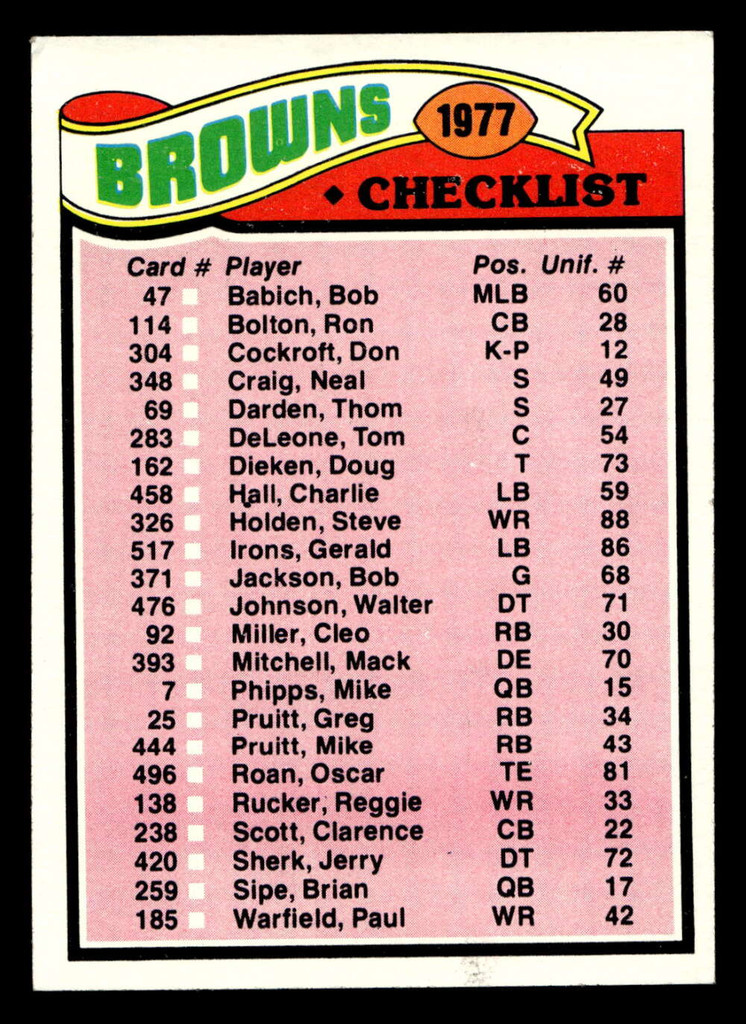 BROWNS
1977
♦ CHECKLIST
Card # Player Pos. Unif. #
47 Babich, Bob MLB 60
114 Bolton, Ron CB 28
304 Cockroft, Don K-P 12
348 Craig, Neal S 49
69 Darden, Thom S 27
283 DeLeone, Tom C 54
162 Dieken, Doug T 73
458 Hall, Charlie LB 59
326 Holden, Steve WR 88
517 Irons, Gerald LB 86
371 Jackson, Bob G 68
476 Johnson, Walter DT 71
92 Miller, Cleo RB 30
393 Mitchell, Mack DE 70
7 Phipps, Mike QB 15
25 Pruitt, Greg RB 34
444 Pruitt, Mike RB 43
496 Roan, Oscar TE 81
138 Rucker, Reggie WR 33
238 Scott, Clarence CB 22
420 Sherk, Jerry DT 72
259 Sipe, Brian QB 17
185 Warfield, Paul WR 42